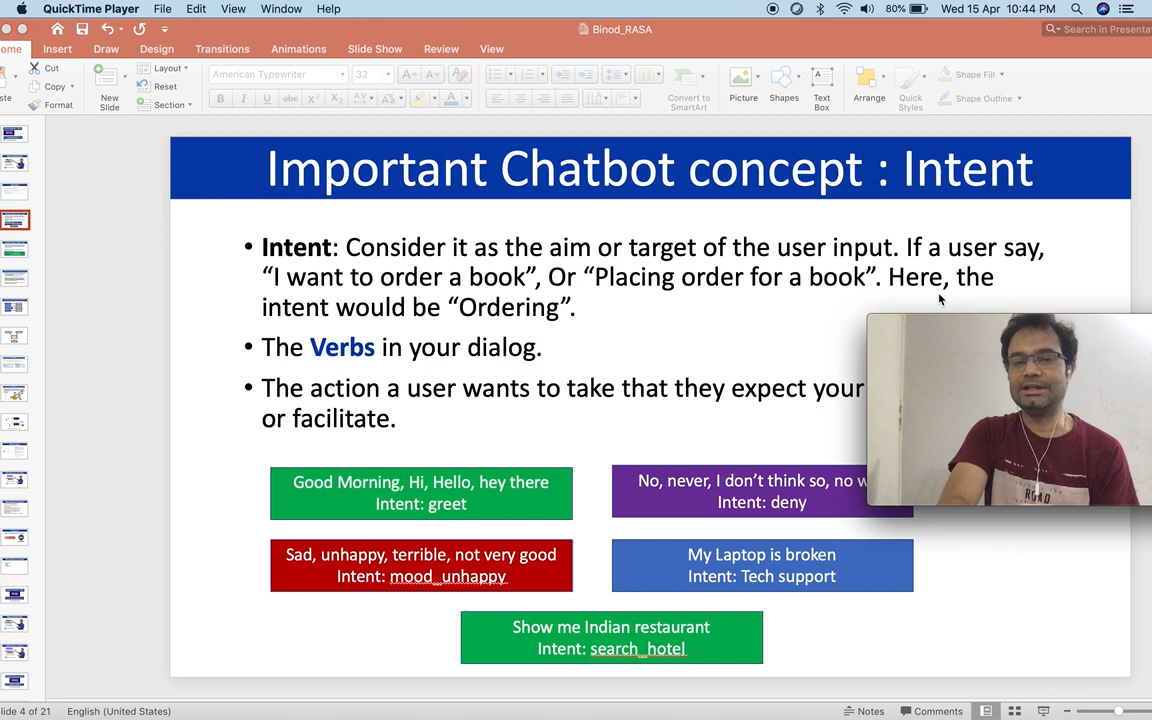 QuickTime Player File Edit View Window Help 80% Wed 15 Apr 10:44 PM
Binod_RASA
Search in Presenta
ome Insert Draw Design Transitions Animations Slide Show Review View
ste
Cut
Copy
Format
New
Slide
Layout
Reset
Section
American Typewriter 32
Convert to
SmartArt
Picture
Shapes
Text
Box
Arrange
Quick
Styles
Shape Fill
Shape Outline
Important Chatbot concept : Intent
• Intent: Consider it as the aim or target of the user input. If a user say,
“I want to order a book”, Or “Placing order for a book”. Here, the
intent would be “Ordering”.
• The Verbs in your dialog.
• The action a user wants to take that they expect your
or facilitate.
Good Morning, Hi, Hello, hey there
Intent: greet
No, never, I don’t think so, no w
Intent: deny
Sad, unhappy, terrible, not very good
Intent: mood_unhappy
My Laptop is broken
Intent: Tech support
Show me Indian restaurant
Intent: search_hotel
ROAD
lide 4 of 21 English (United States) Notes Comments